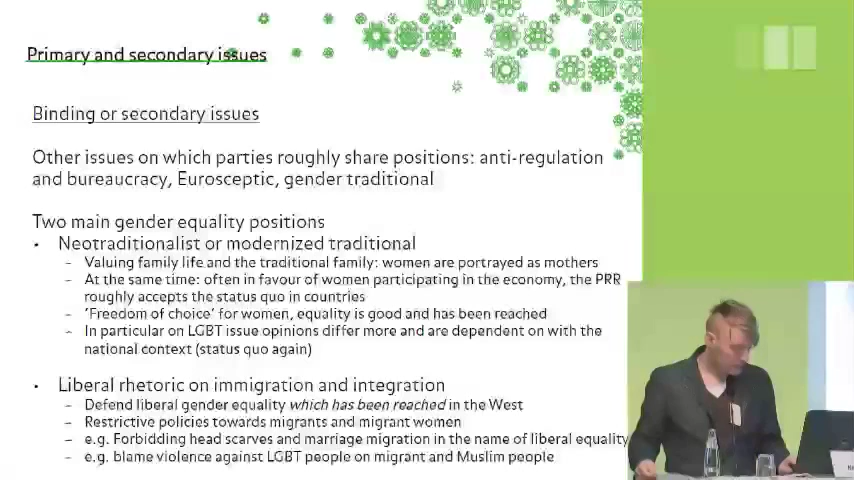 Primary and secondary issues
Binding or secondary issues
Other issues on which parties roughly share positions: anti-regulation
and bureaucracy, Eurosceptic, gender traditional
Two main gender equality positions
• Neotraditionalist or modernized traditional
– Valuing family life and the traditional family: women are portrayed as mothers
– At the same time: often in favour of women participating in the economy, the PRR
roughly accepts the status quo in countries
– 'Freedom of choice' for women, equality is good and has been reached
– In particular on LGBT issue opinions differ more and are dependent on with the
national context (status quo again)
• Liberal rhetoric on immigration and integration
– Defend liberal gender equality which has been reached in the West
– Restrictive policies towards migrants and migrant women
– e.g. Forbidding head scarves and marriage migration in the name of liberal equality
– e.g. blame violence against LGBT people on migrant and Muslim people